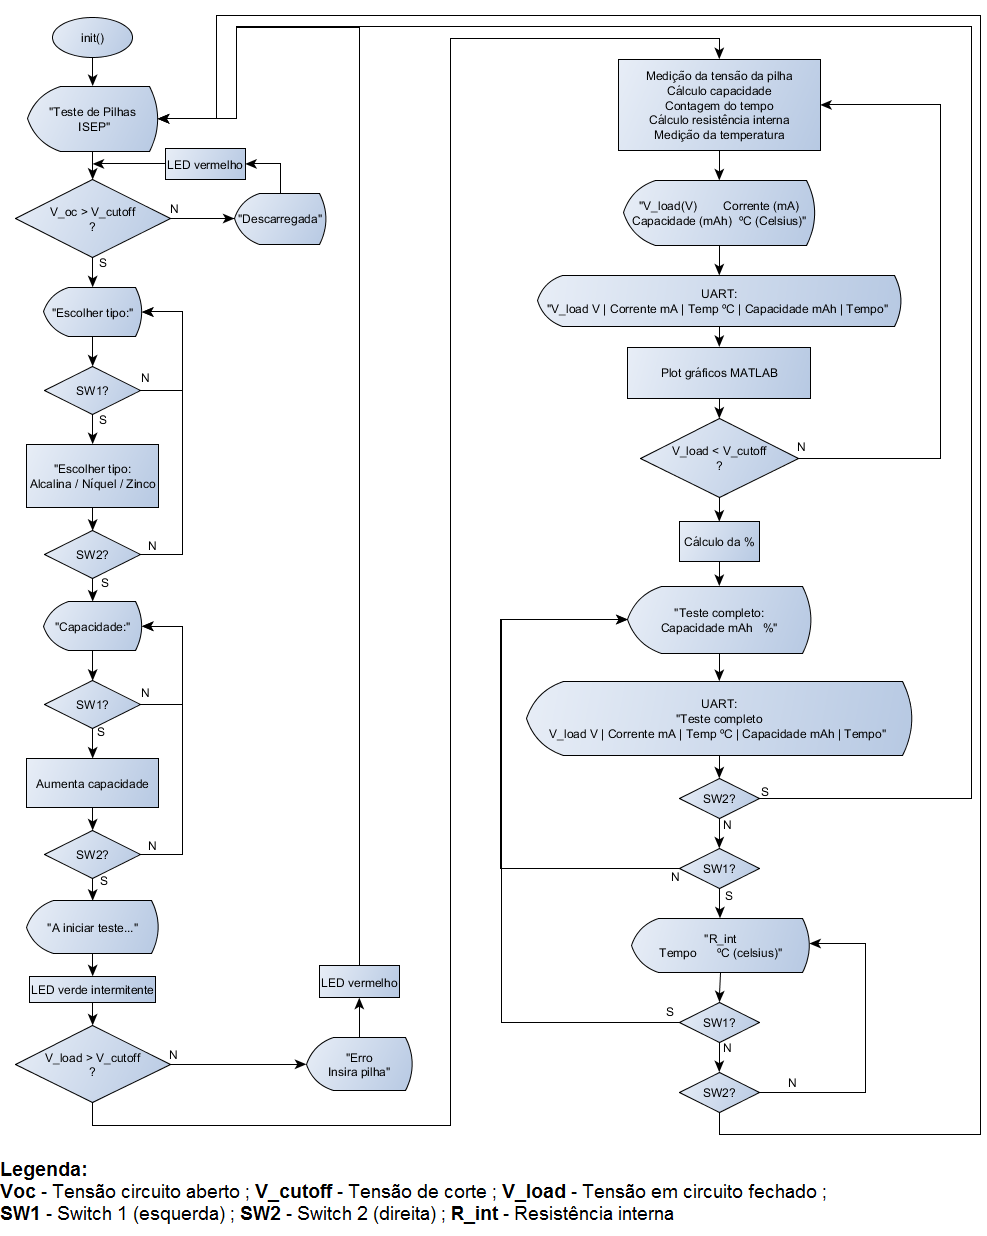 init()
"Teste de Pilhas
ISEP"
LED vermelho
V_oc > V_cutoff
?
N
"Descarregada"
S
"Escolher tipo:"
SW1?
N
S
"Escolher tipo:
Alcalina / Níquel / Zinco
SW2?
N
S
"Capacidade:"
SW1?
N
S
Aumenta capacidade
SW2?
N
S
"A iniciar teste..."
LED verde intermitente
V_load > V_cutoff
?
N
"Erro
Insira pilha"
LED vermelho
Medição da tensão da pilha
Cálculo capacidade
Contagem do tempo
Cálculo resistência interna
Medição da temperatura
"V_load(V) Corrente (mA)
Capacidade (mAh) ºC (Celsius)"
UART:
"V_load V | Corrente mA | Temp ºC | Capacidade mAh | Tempo"
Plot gráficos MATLAB
V_load < V_cutoff
?
N
Cálculo da %
"Teste completo:
Capacidade mAh %"
UART:
"Teste completo
V_load V | Corrente mA | Temp ºC | Capacidade mAh | Tempo"
SW2?
S
N
SW1?
N
S
"R_int
Tempo ºC (celsius)"
SW1?
S
N
SW2?
N
Legenda:
Voc - Tensão circuito aberto ; V_cutoff - Tensão de corte ; V_load - Tensão em circuito fechado ;
SW1 - Switch 1 (esquerda) ; SW2 - Switch 2 (direita) ; R_int - Resistência interna